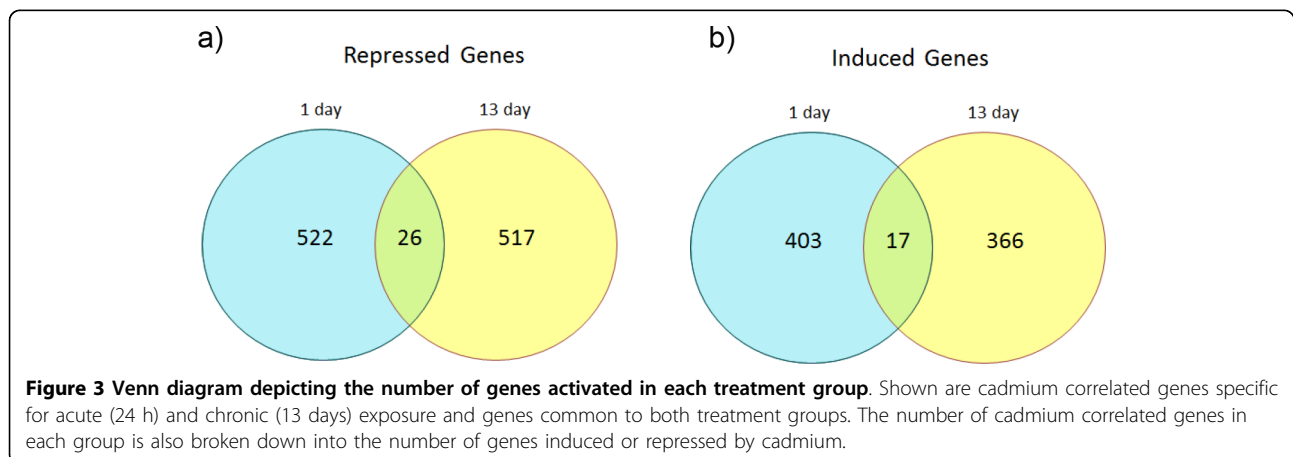 a)
Repressed Genes
1 day
13 day
522
26
517
b)
Induced Genes
1 day
13 day
403
17
366
Figure 3 Venn diagram depicting the number of genes activated in each treatment group. Shown are cadmium correlated genes specific
for acute (24 h) and chronic (13 days) exposure and genes common to both treatment groups. The number of cadmium correlated genes in
each group is also broken down into the number of genes induced or repressed by cadmium.